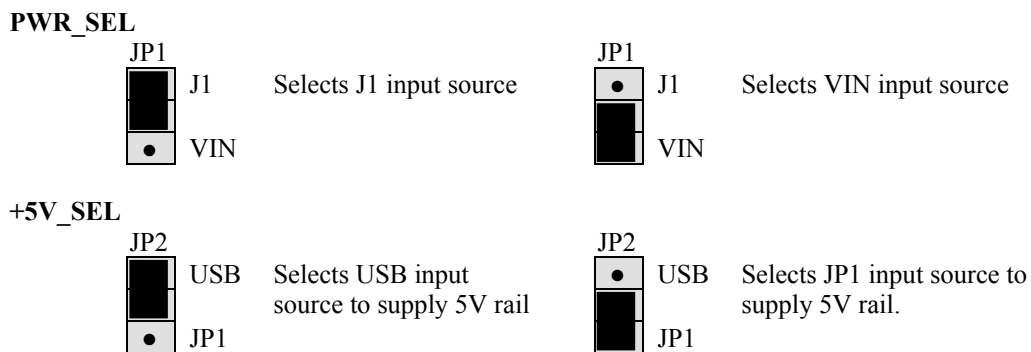 PWR_SEL
JP1
J1 Selects J1 input source
VIN
JP1
J1 Selects VIN input source
VIN
+5V_SEL
JP2
USB Selects USB input
source to supply 5V rail
JP1
JP2
USB Selects JP1 input source to
supply 5V rail.
JP1